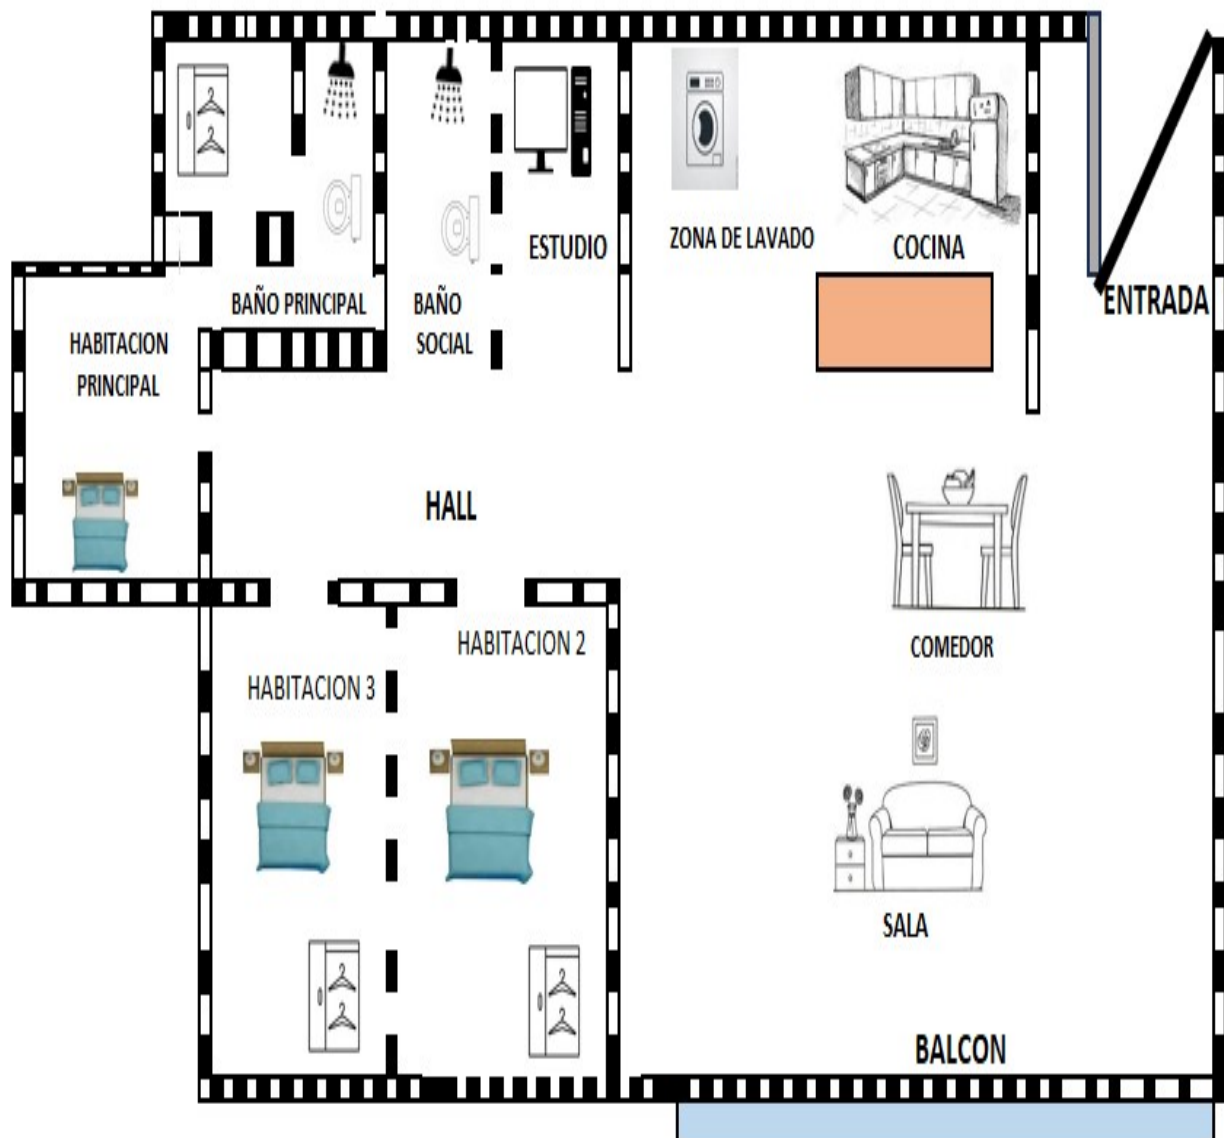 ESTUDIO
ZONA DE LAVADO
COCINA
BAÑO PRINCIPAL
BAÑO
SOCIAL
ENTRADA
HABITACION
PRINCIPAL
HALL
HABITACION 2
COMEDOR
HABITACION 3
SALA
BALCON